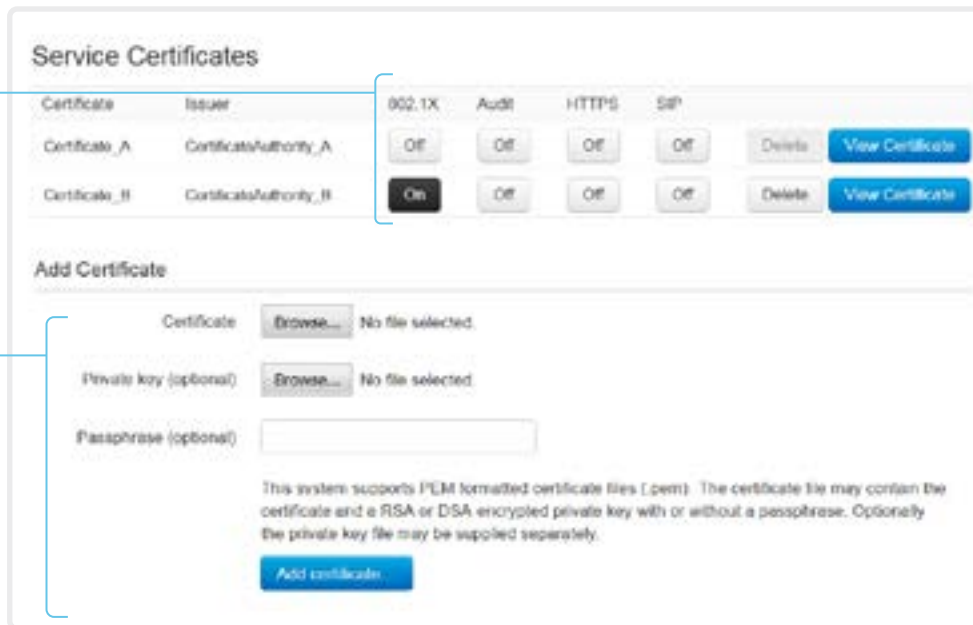 Service Certificates
Certificate Issuer 802.1X Audit HTTPS SIP
Certificate_A CertificateAuthority_A Off Off Off Off Delete View Certificate
Certificate_B CertificateAuthority_B On Off Off Off Delete View Certificate
Add Certificate
Certificate Browse... No file selected.
Private key (optional) Browse... No file selected.
Passphrase (optional)
This system supports PEM formatted certificate files (.pem). The certificate file may contain the
certificate and a RSA or DSA encrypted private key with or without a passphrase. Optionally
the private key file may be supplied separately.
Add certificate...